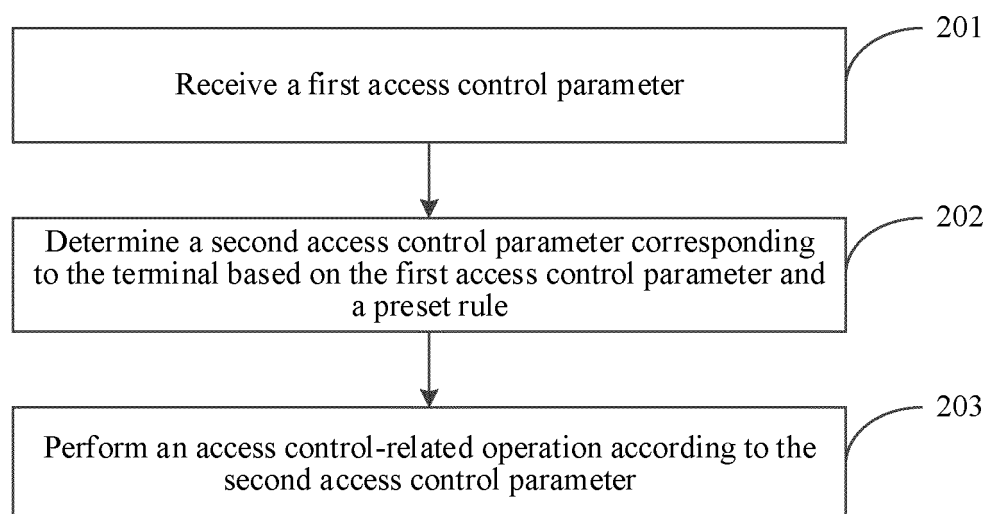 201
Receive a first access control parameter
202
Determine a second access control parameter corresponding
to the terminal based on the first access control parameter and
a preset rule
203
Perform an access control-related operation according to the
second access control parameter